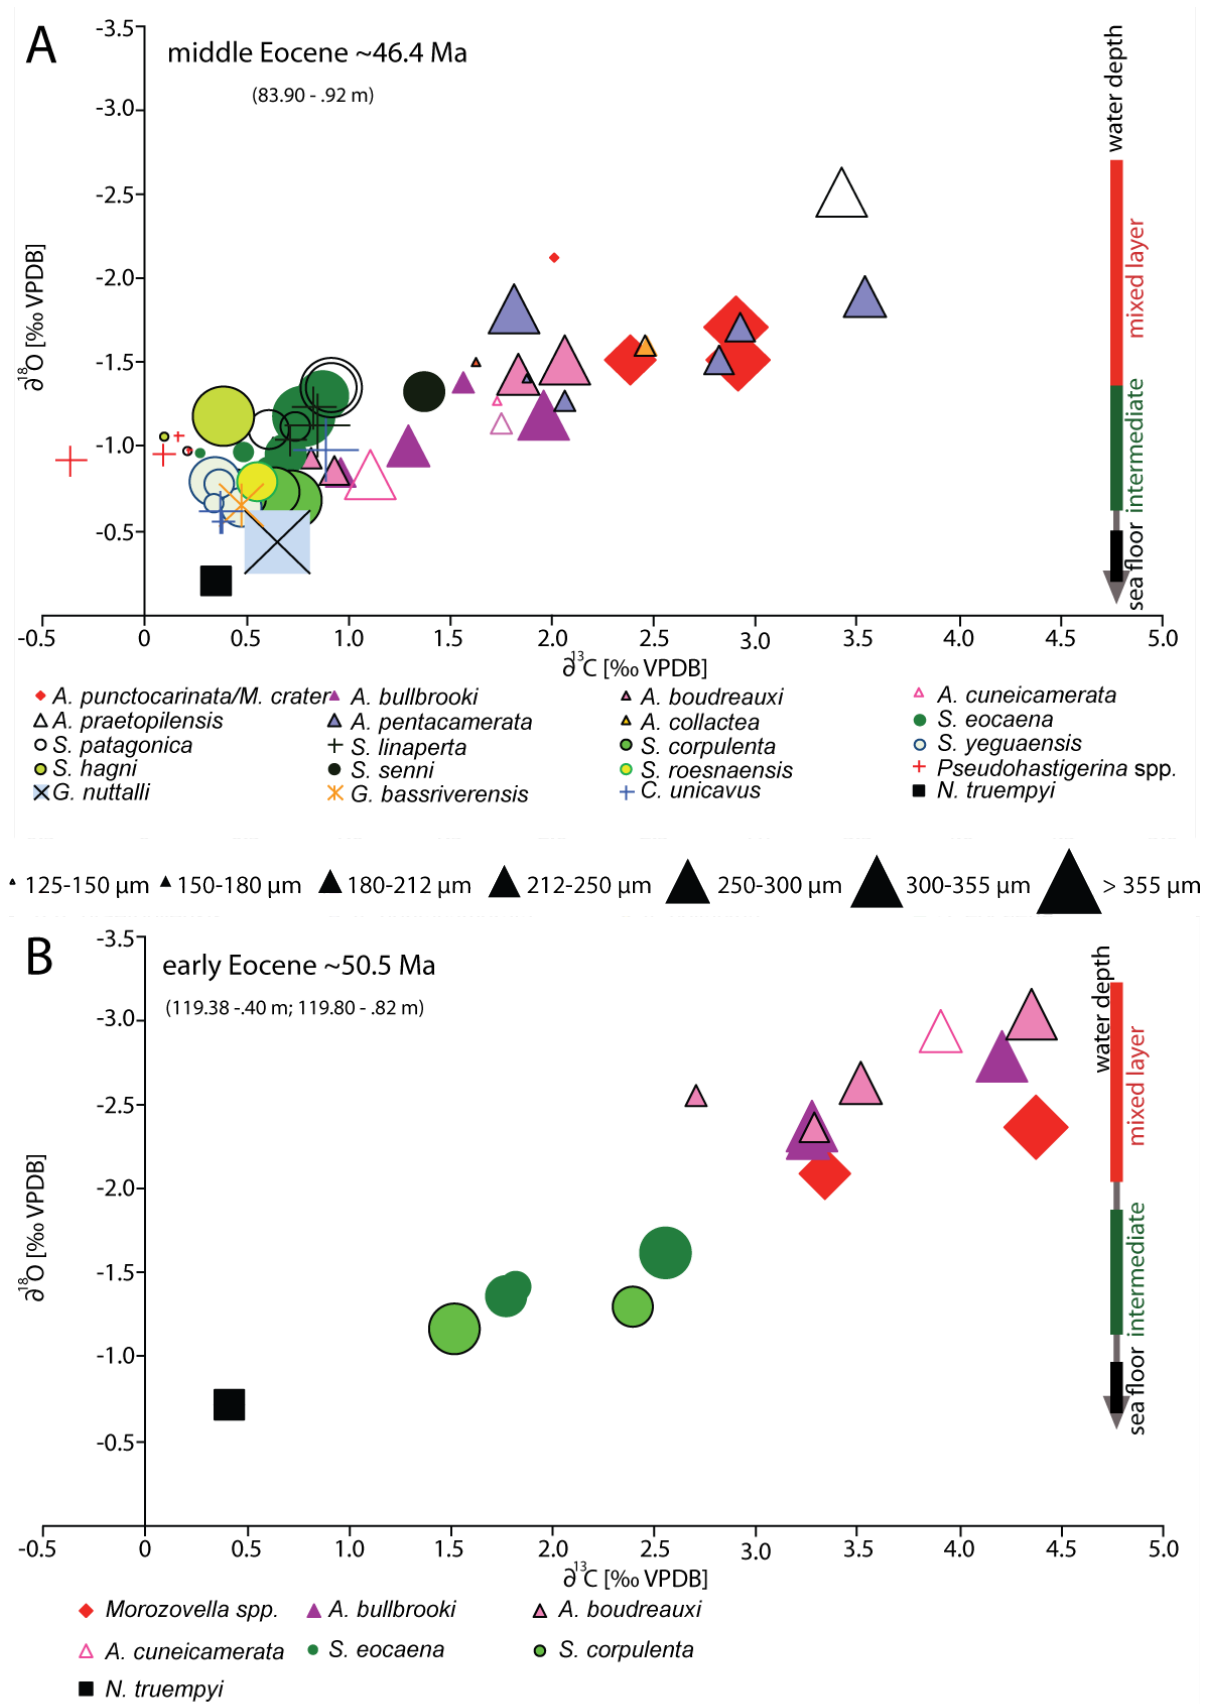 A
middle Eocene ~46.4 Ma
(83.90 - .92 m)
-3.5
-3.0
-2.5
-2.0
-1.5
-1.0
-0.5
∂18O [‰ VPDB]
water depth
mixed layer
intermediate
sea floor
-0.5 0 0.5 1.0 1.5 2.0 2.5 3.0 3.5 4.0 4.5 5.0
∂13C [‰ VPDB]
A. punctocarinata/M. crater A. bullbrooki A. boudreauxi A. cuneicamerata
A. praetopilensis A. pentacamerata A. collactea S. eocaena
S. patagonica S. linaperta S. corpulenta S. yeguaensis
S. hagni S. senni S. roesnaensis Pseudohastigerina spp.
G. nuttalli G. bassriverensis C. unicavus N. truempyi
125-150 µm 150-180 µm 180-212 µm 212-250 µm 250-300 µm 300-355 µm > 355 µm
B
early Eocene ~50.5 Ma
(119.38 -.40 m; 119.80 - .82 m)
-3.5
-3.0
-2.5
-2.0
-1.5
-1.0
-0.5
∂18O [‰ VPDB]
water depth
mixed layer
intermediate
sea floor
-0.5 0 0.5 1.0 1.5 2.0 2.5 3.0 3.5 4.0 4.5 5.0
∂13C [‰ VPDB]
Morozovella spp. A. bullbrooki A. boudreauxi
A. cuneicamerata S. eocaena S. corpulenta
N. truempyi